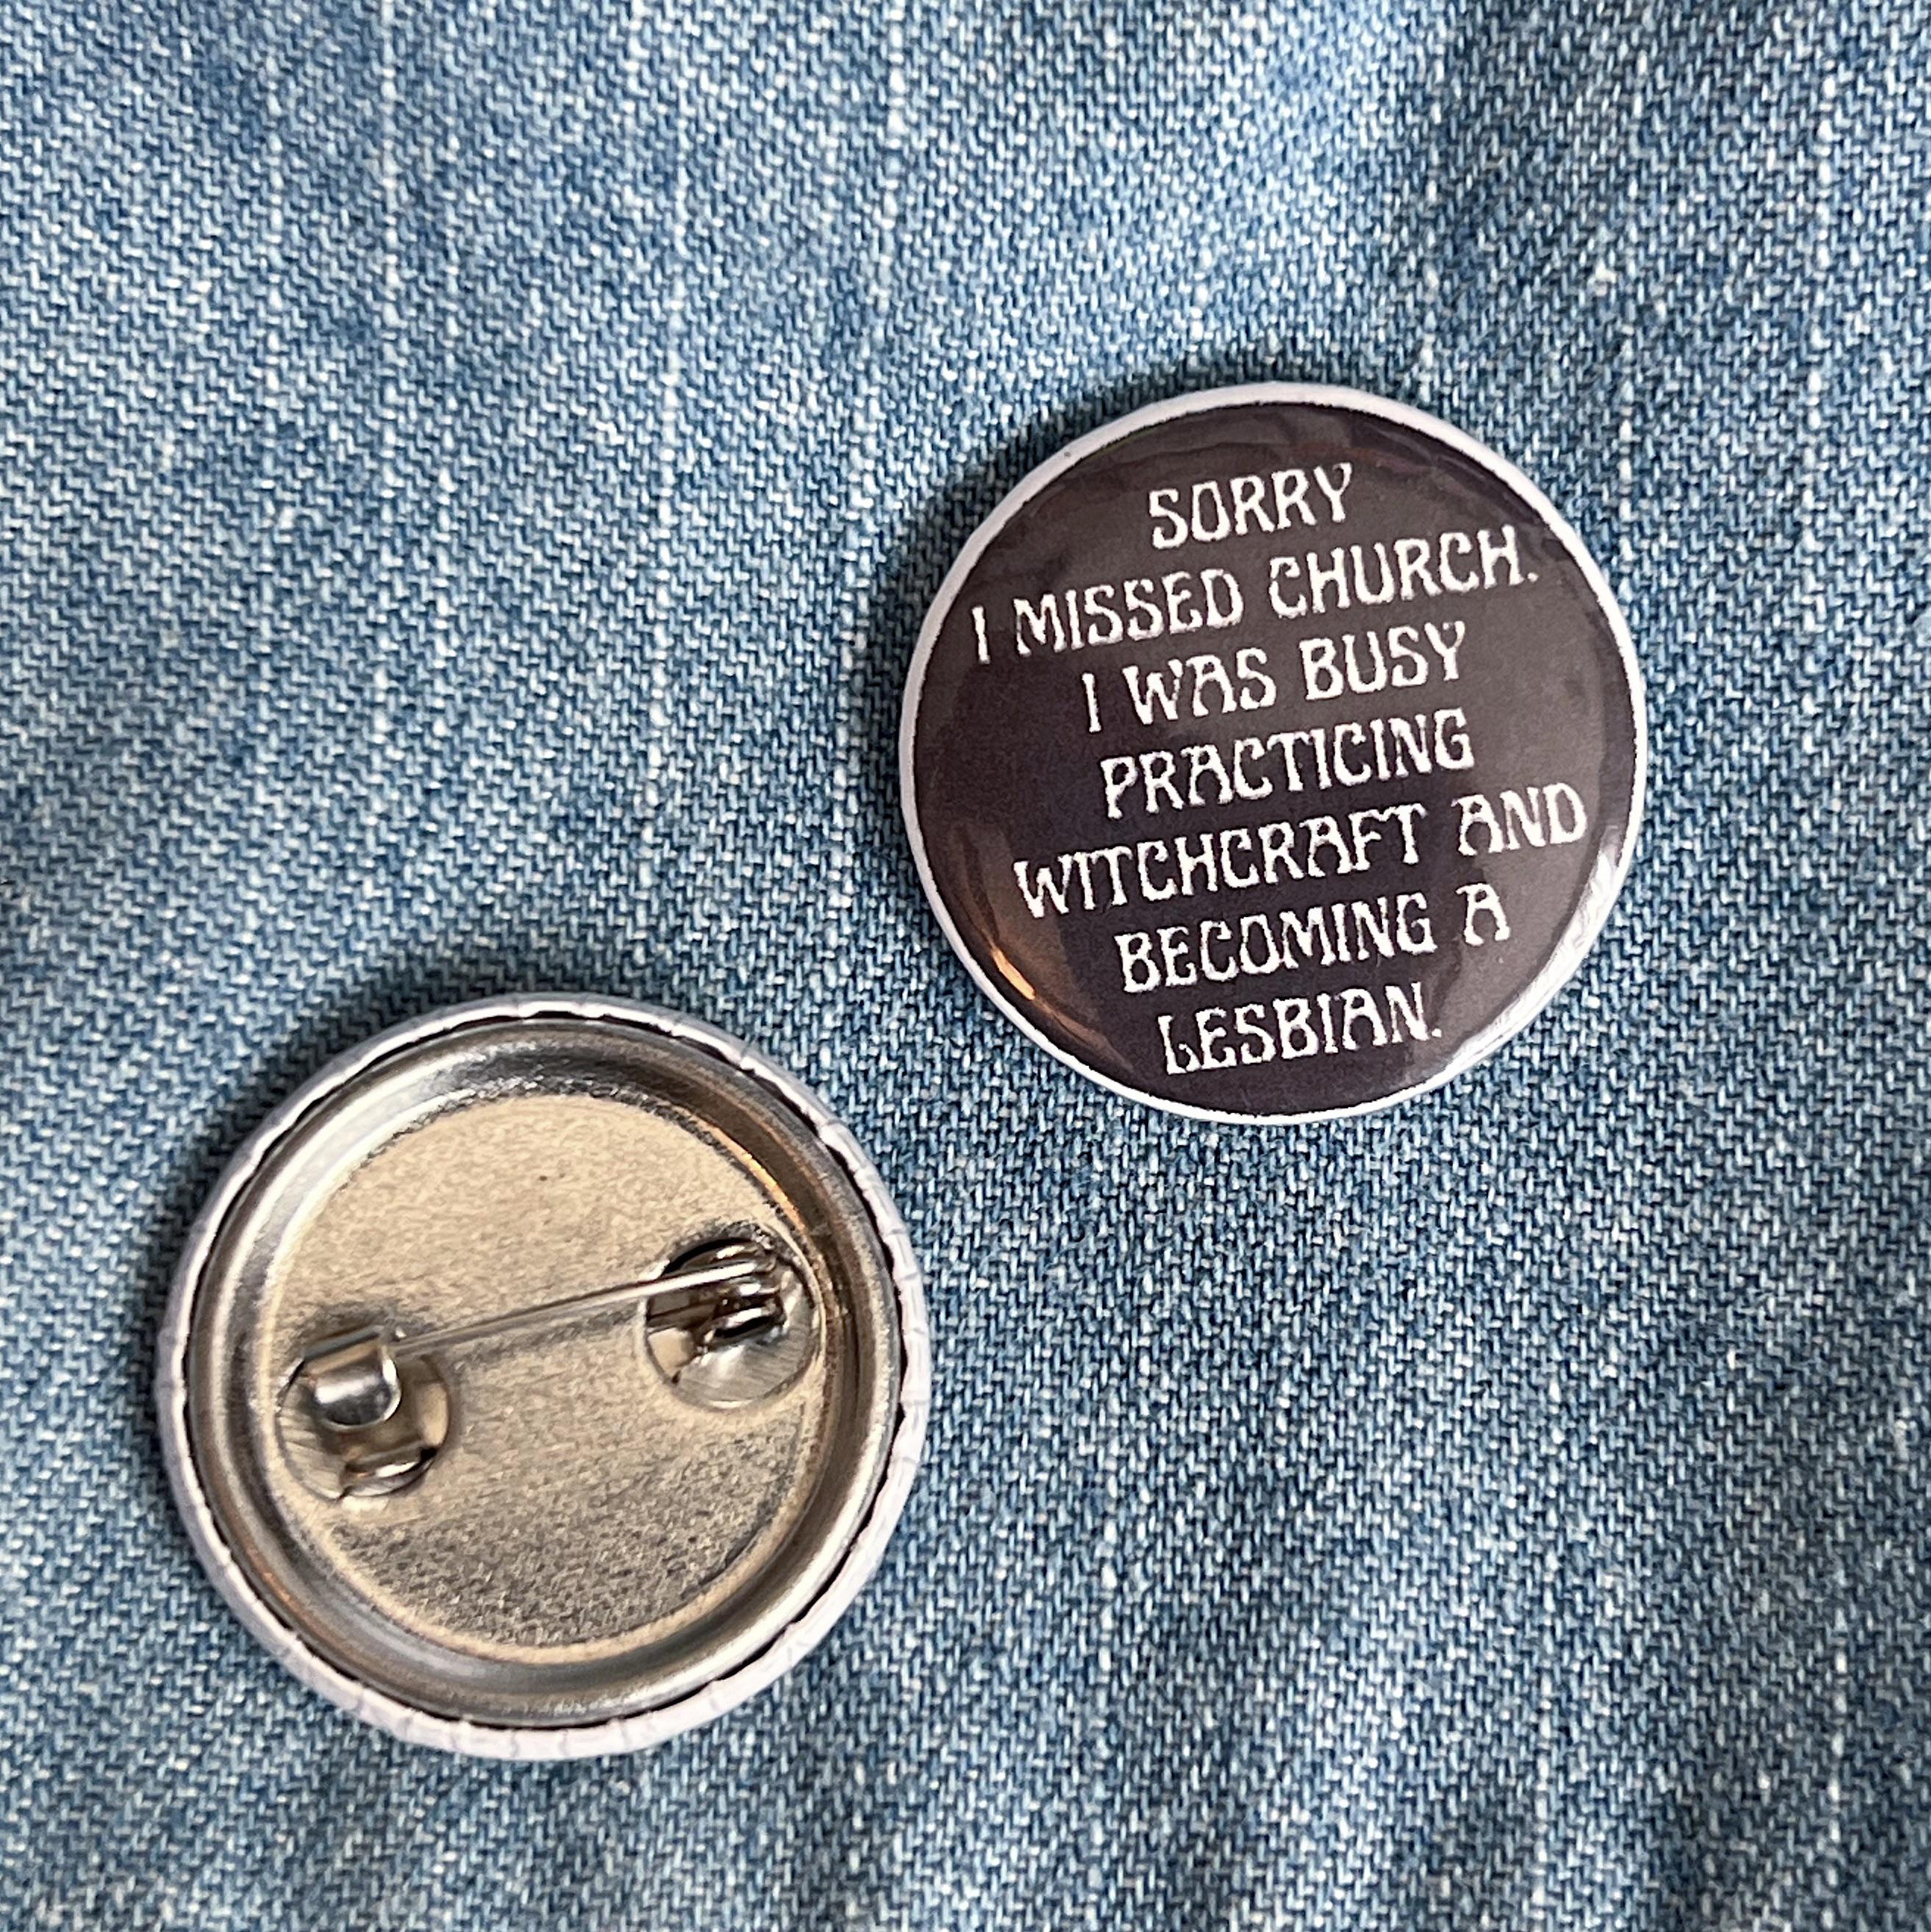 SORRY
I MISSED CHURCH.
I WAS BUSY
PRACTICING
WITCHCRAFT AND
BECOMING A
LESBIAN.